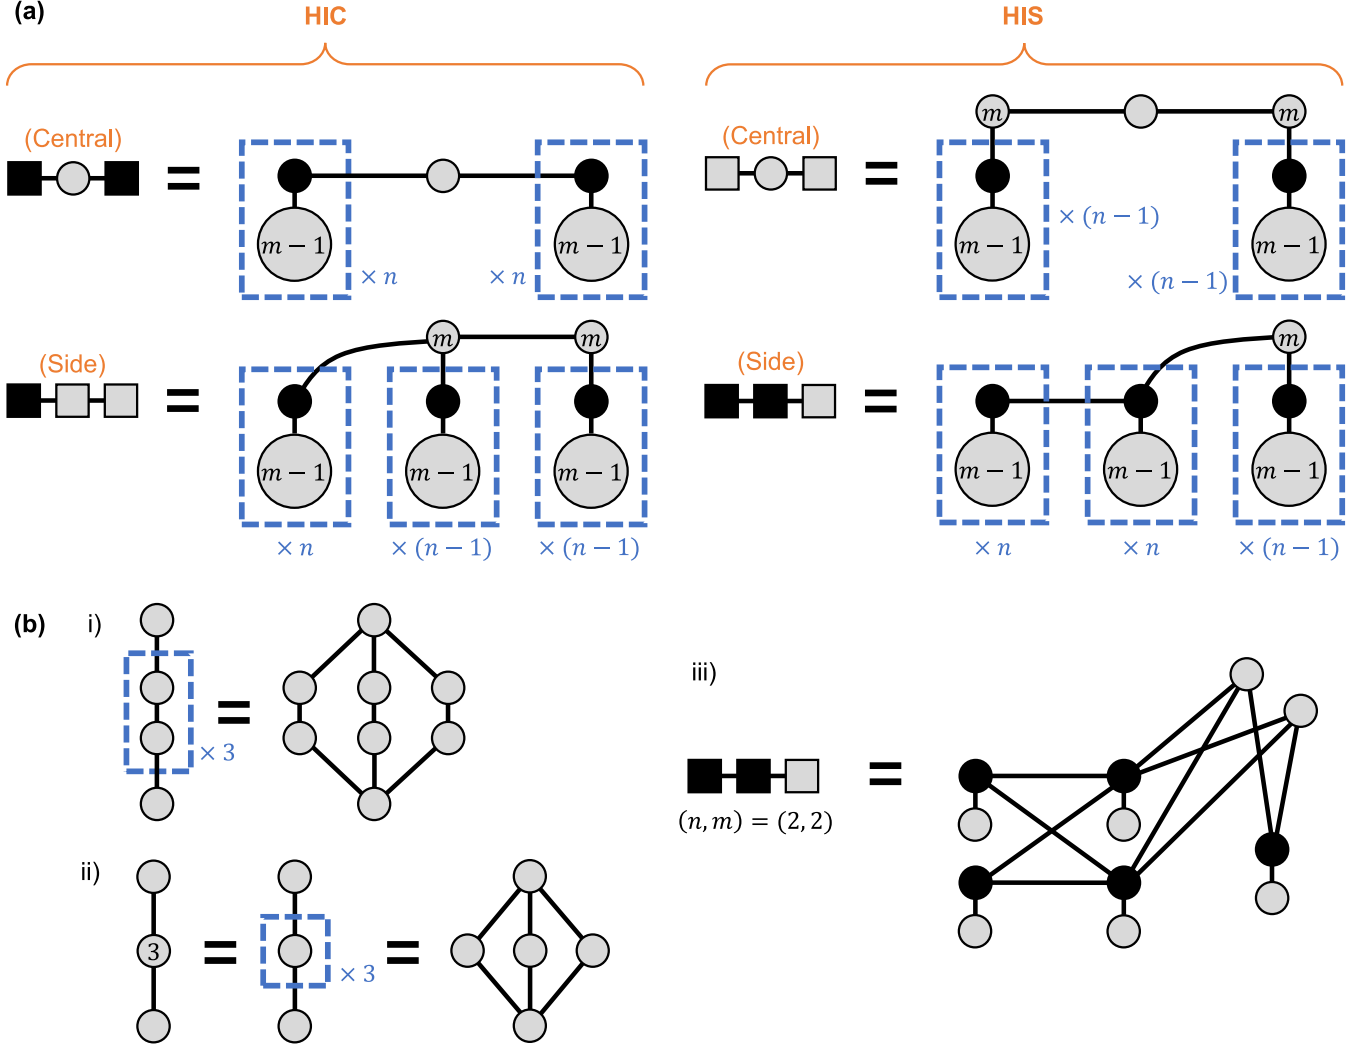 (a)
HIC
HIS
(Central)
m − 1
× n
× n
m − 1
(Central)
m
m
m − 1
× (n − 1)
× (n − 1)
m − 1
(Side)
m
m
m − 1
m − 1
m − 1
× n
× (n − 1)
× (n − 1)
(Side)
m
m − 1
m − 1
m − 1
× n
× n
× (n − 1)
(b)
i)
× 3
ii)
3
× 3
iii)
(n, m) = (2, 2)